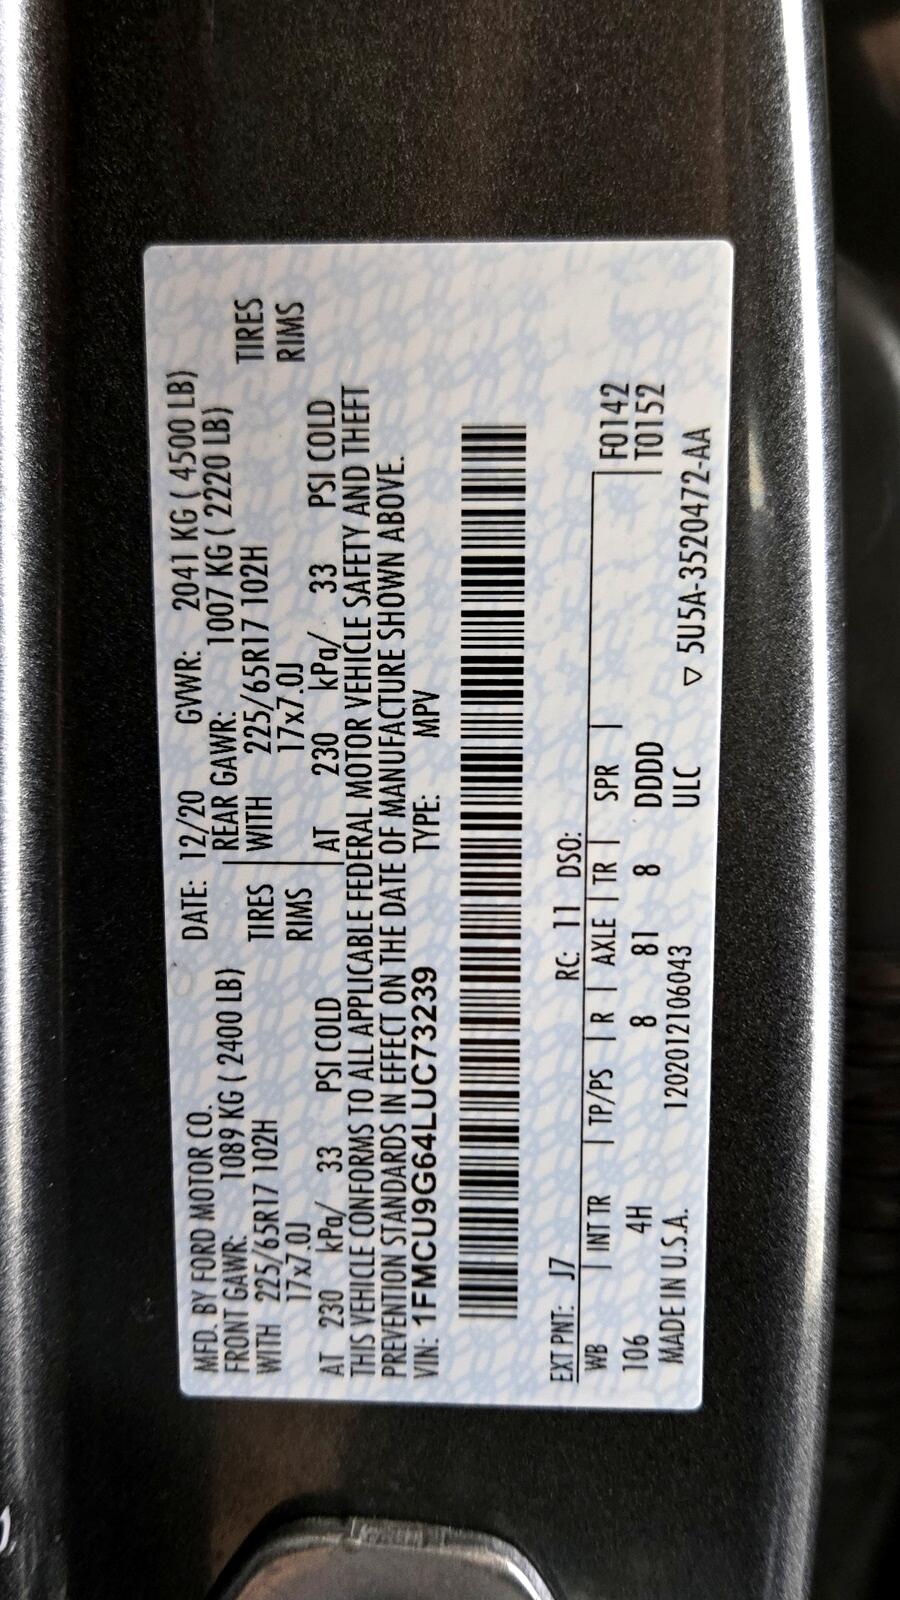 MFD. BY FORD MOTOR CO. DATE: 12/20 GVWR: 2041 KG ( 4500 LB)
FRONT GAWR: 1089 KG ( 2400 LB) REAR GAWR: 1007 KG ( 2220 LB)
WITH 225/65R17 102H TIRES WITH 225/65R17 102H TIRES
17x7.0J RIMS 17x7.0J RIMS
AT 230 kPa/ 33 PSI COLD AT 230 kPa/ 33 PSI COLD
THIS VEHICLE CONFORMS TO ALL APPLICABLE FEDERAL MOTOR VEHICLE SAFETY AND THEFT
PREVENTION STANDARDS IN EFFECT ON THE DATE OF MANUFACTURE SHOWN ABOVE.
VIN: 1FMCU9G64LUC73239 TYPE: MPV
EXT PNT: J7 RC: 11 DSO:
WB | INT TR | TP/PS | R | AXLE | TR | SPR | F0142
106 4H 8 81 8 DDDD T0152
MADE IN U.S.A. 120201210​6043 ULC ▽ 5U5A-3520472-AA